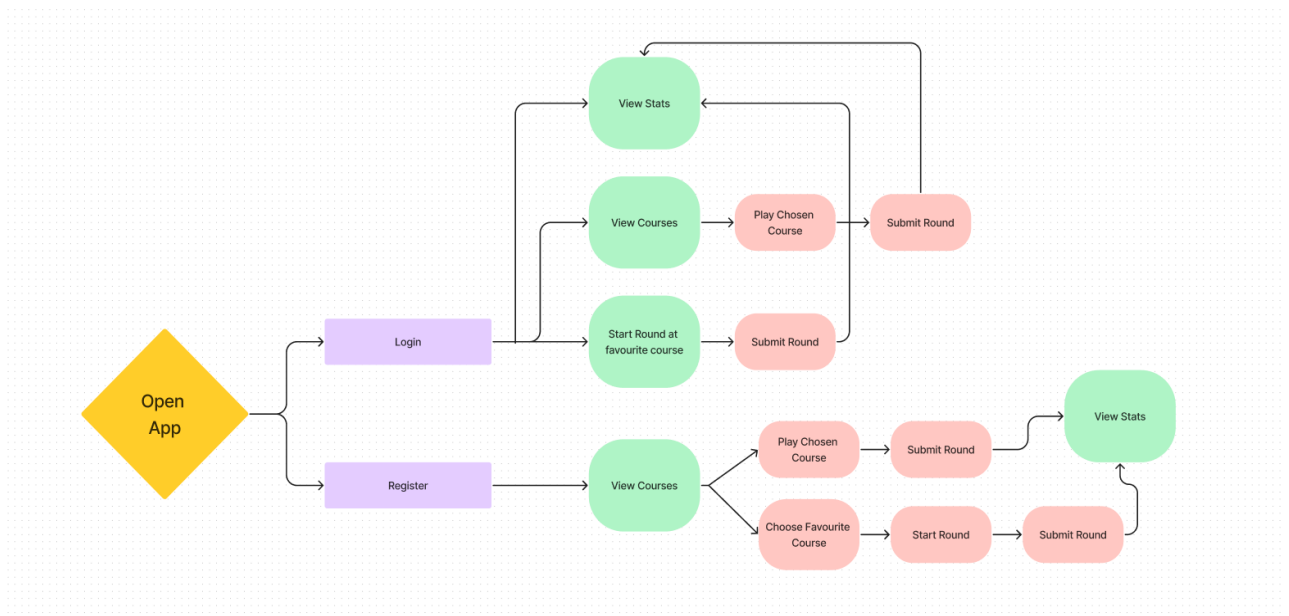 View Stats
View Courses
Play Chosen
Course
Submit Round
Start Round at
favourite course
Submit Round
Login
Open
App
Register
View Courses
Play Chosen
Course
Submit Round
View Stats
Choose Favourite
Course
Start Round
Submit Round